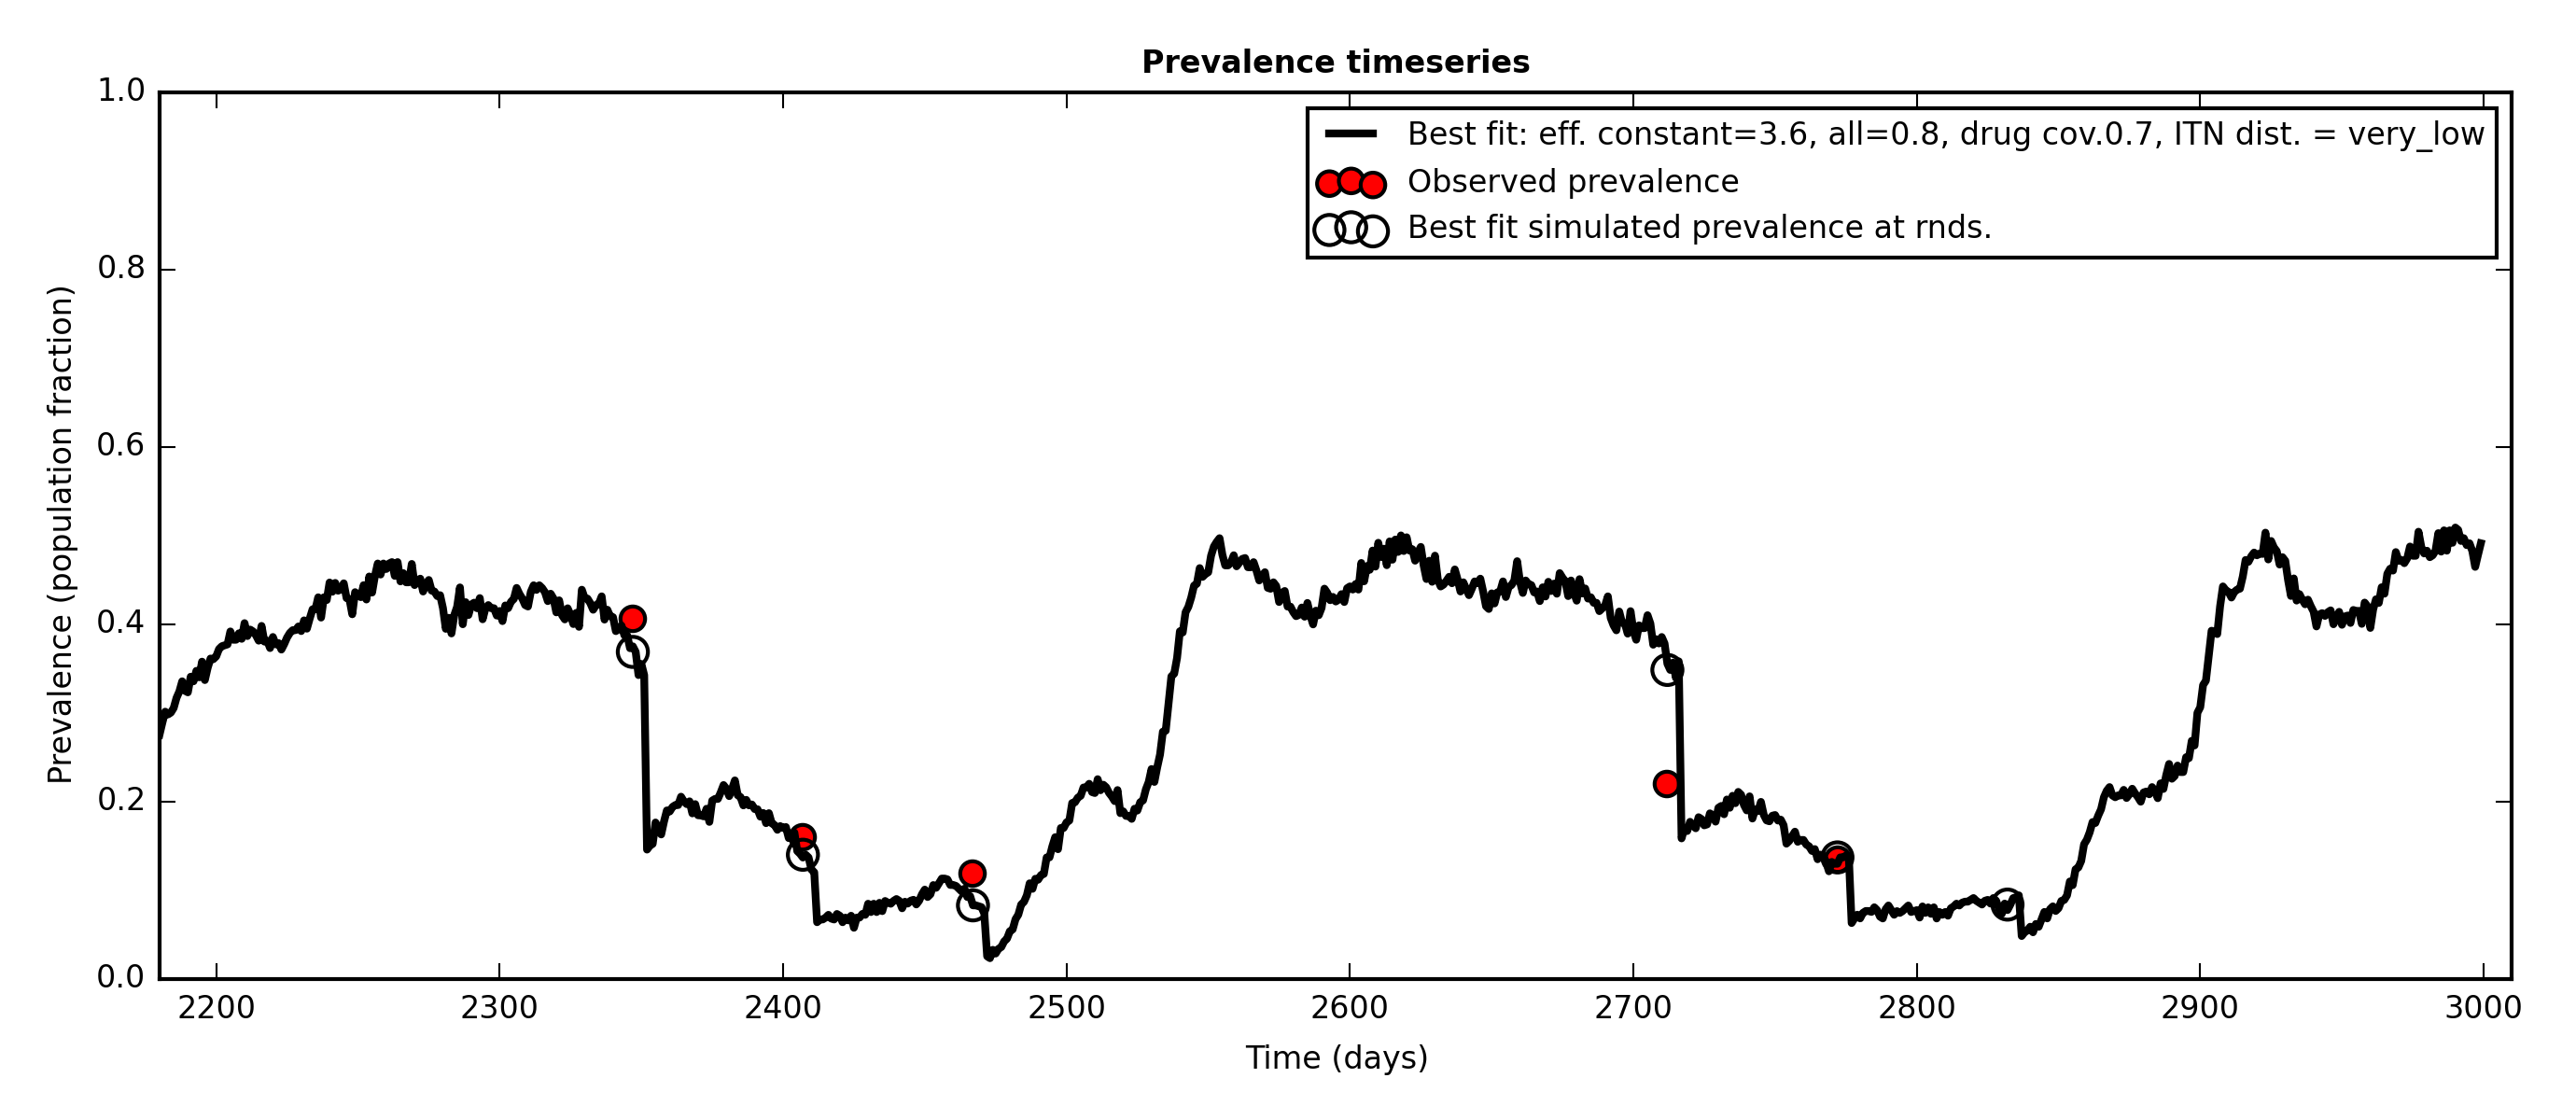 Prevalence timeseries
1.0
0.8
0.6
0.4
0.2
0.0
Prevalence (population fraction)
Best fit: eff. constant=3.6, all=0.8, drug cov.0.7, ITN dist. = very_low
Observed prevalence
Best fit simulated prevalence at rnds.
2200 2300 2400 2500 2600 2700 2800 2900 3000
Time (days)